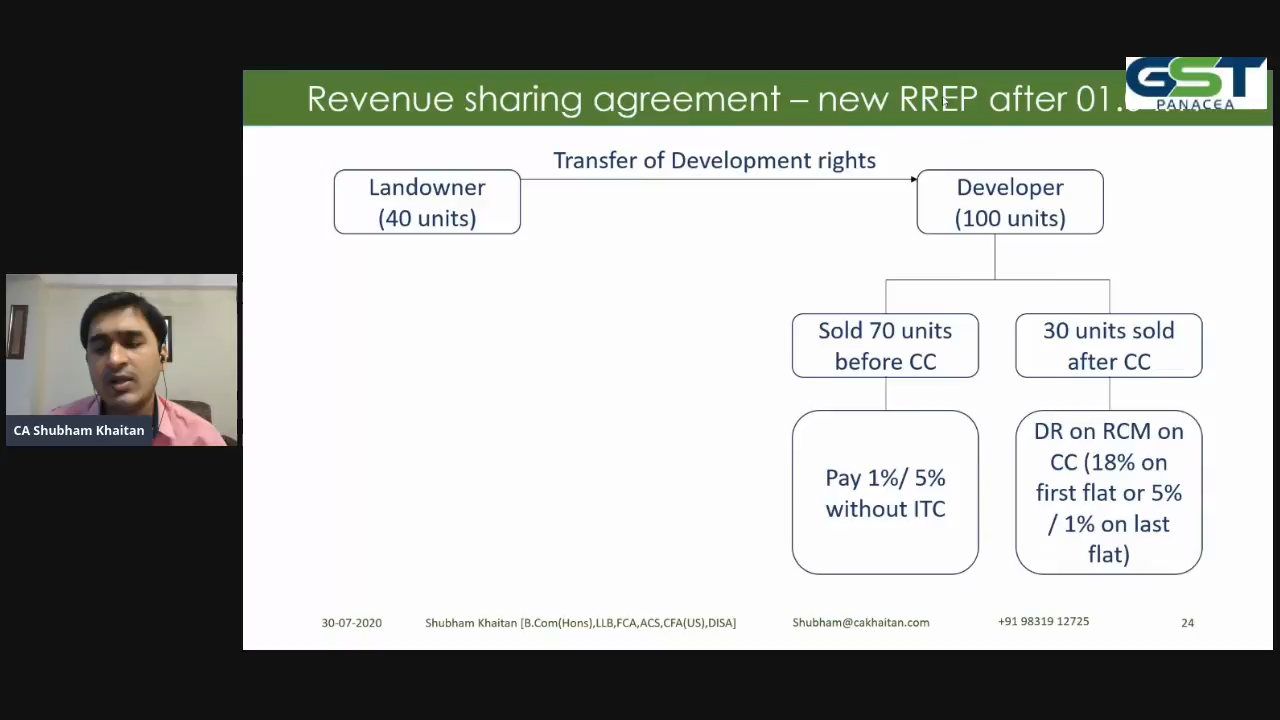 Revenue sharing agreement – new RREP after
GST
PANACEA
Transfer of Development rights
Landowner
(40 units)
Developer
(100 units)
Sold 70 units
before CC
30 units sold
after CC
Pay 1%/ 5%
without ITC
DR on RCM on
CC (18% on
first flat or 5%
/ 1% on last
flat)
CA Shubham Khaitan
30-07-2020
Shubham Khaitan [B.Com(Hons),LLB,FCA,ACS,CFA(US),DISA]
Shubham@cakhaitan.com
+91 98319 12725
24